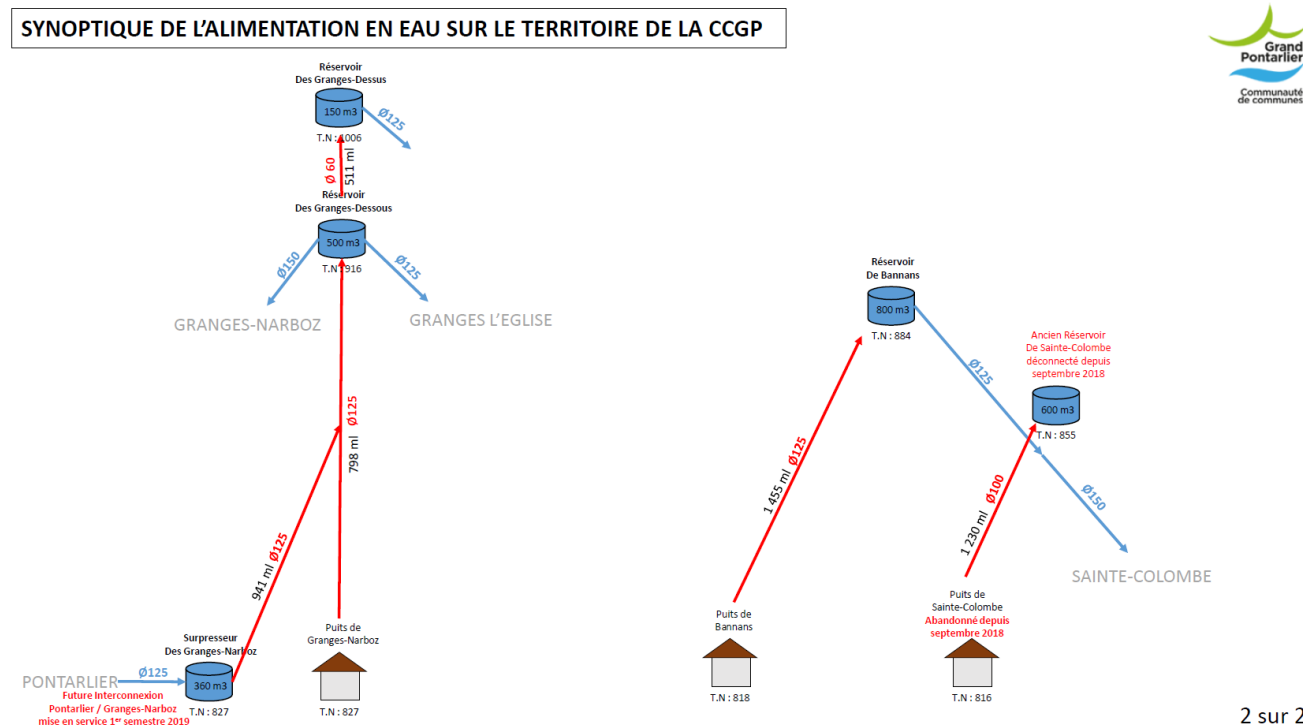 SYNOPTIQUE DE L'ALIMENTATION EN EAU SUR LE TERRITOIRE DE LA CCGP
Grand
Pontarlier
Communauté
de communes
Réservoir
Des Granges-Dessus
150 m3
Ø125
T.N : 1006
Ø 60
511 ml
Réservoir
Des Granges-Dessous
500 m3
T.N : 916
Ø150
Ø125
GRANGES-NARBOZ
GRANGES L'EGLISE
798 ml Ø125
941 ml Ø125
Puits de
Granges-Narboz
T.N : 827
Surpresseur
Des Granges-Narboz
360 m3
T.N : 827
PONTARLIER
Ø125
Future Interconnexion
Pontarlier / Granges-Narboz
mise en service 1er semestre 2019
Réservoir
De Bannans
800 m3
T.N : 884
Ø125
1 455 ml Ø125
Ancien Réservoir
De Sainte-Colombe
déconnecté depuis
septembre 2018
600 m3
T.N : 855
1 230 ml Ø100
Ø150
SAINTE-COLOMBE
Puits de
Bannans
T.N : 818
Puits de
Sainte-Colombe
Abandonné depuis
septembre 2018
T.N : 816
2 sur 2